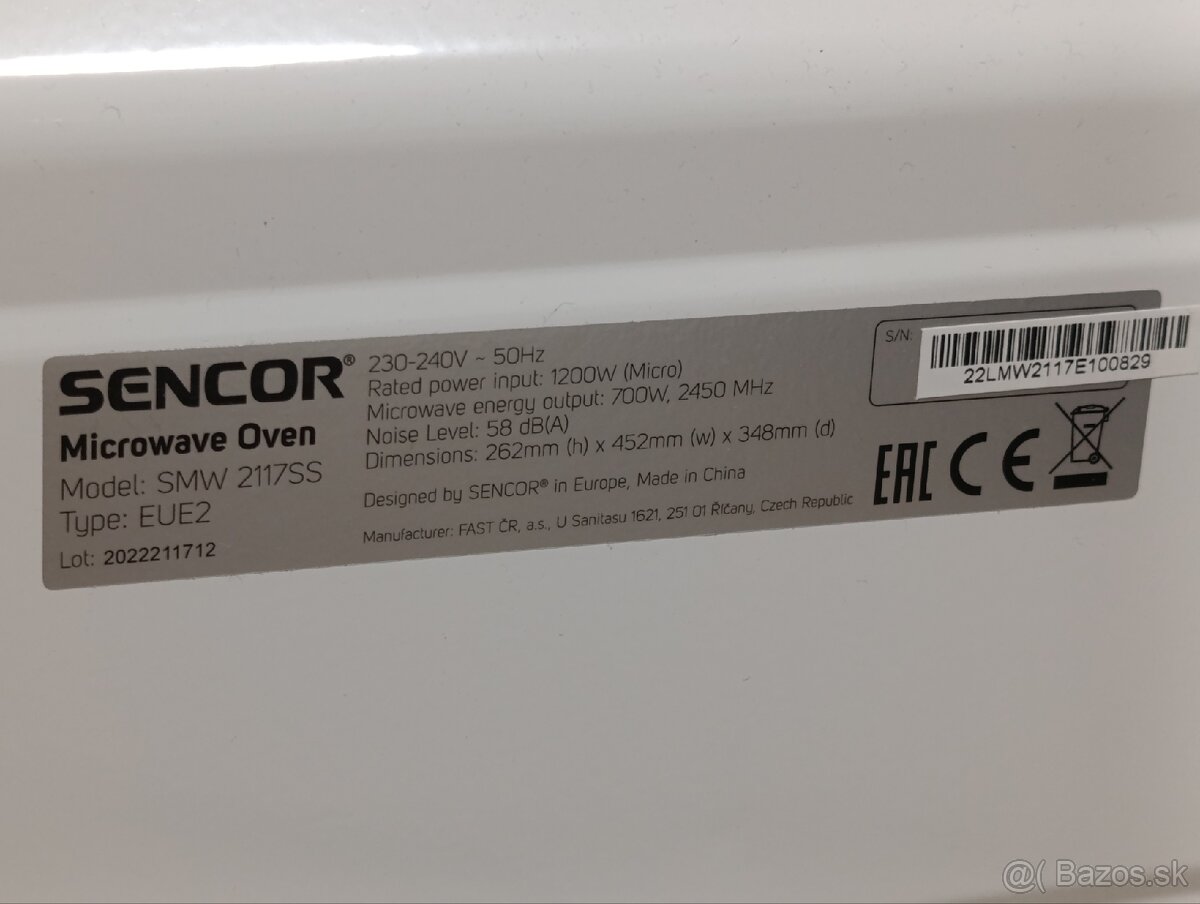 SENCOR®
Microwave Oven
Model: SMW 2117SS
Type: EUE2
Lot: 2022211712
230-240V ~ 50Hz
Rated power input: 1200W (Micro)
Microwave energy output: 700W, 2450 MHz
Noise Level: 58 dB(A)
Dimensions: 262mm (h) x 452mm (w) x 348mm (d)
Designed by SENCOR® in Europe, Made in China
Manufacturer: FAST ČR, a.s., U Sanitasu 1621, 251 01 Říčany, Czech Republic
S/N:
22LMW2117E100829
EAC CE
@( Bazos.sk